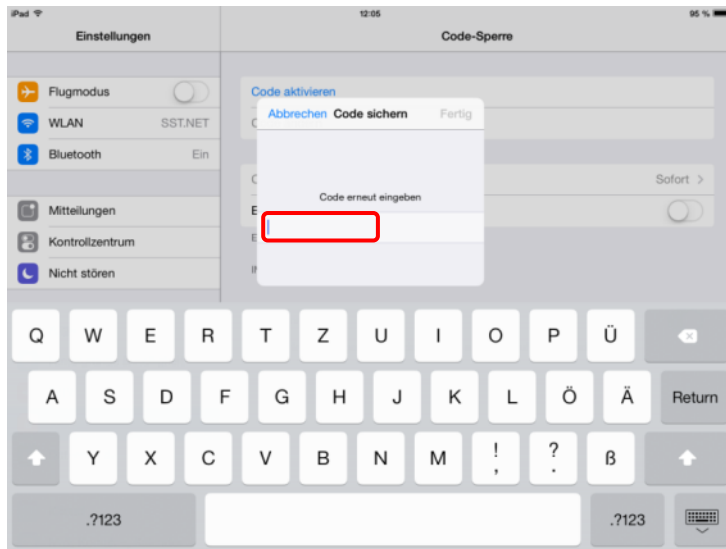 iPad 12:05 95 %
Einstellungen Code-Sperre
Flugmodus
WLAN SST.NET
Bluetooth Ein
Mitteilungen
Kontrollzentrum
Nicht stören
Code aktivieren
Abbrechen Code sichern Fertig
Code erneut eingeben
Sofort >
Q W E R T Z U I O P Ü
A S D F G H J K L Ö Ä Return
Y X C V B N M ! , ? . ß
.?123 .?123